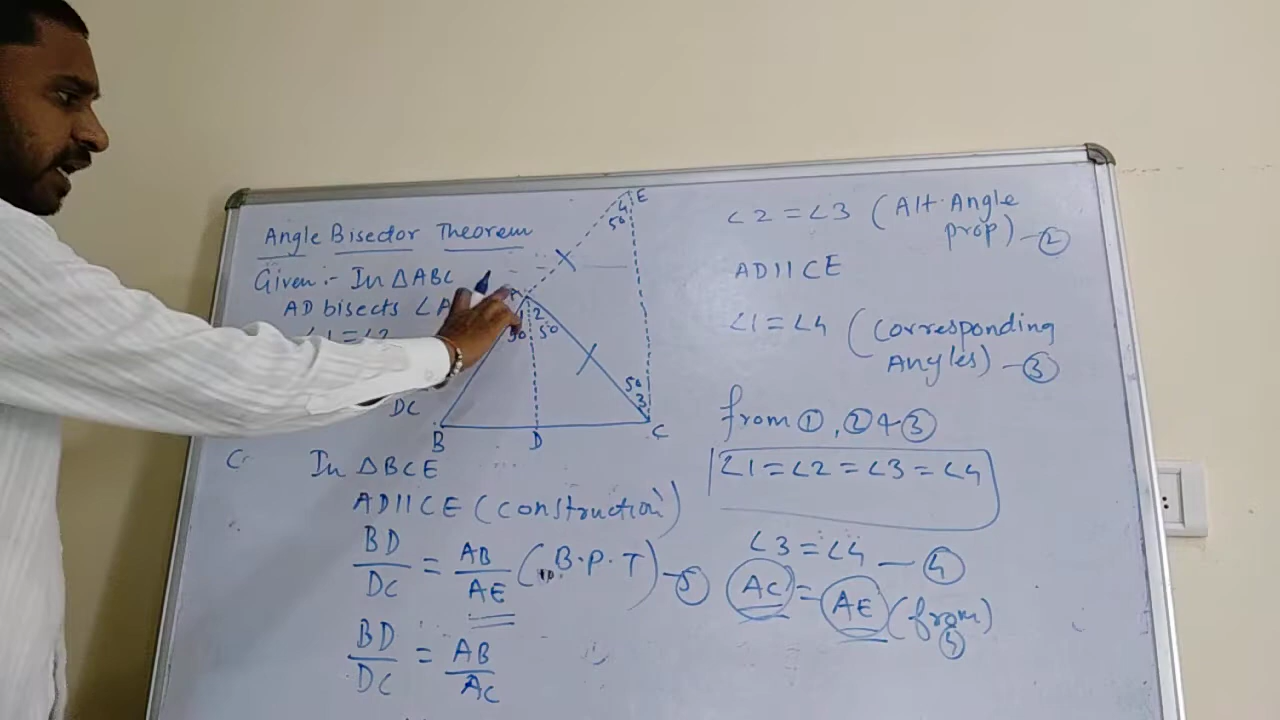 Angle Bisector Theorem
Given :- In △ABC
AD bisects ∠A
∠1 = ∠2
DC
E
4
50
2
50 50
50
3
B D C
In △BCE
AD || CE (construction)
BD/DC = AB/AE (B.P.T) — ⑤
BD/DC = AB/AC
∠2 = ∠3 (Alt. Angle
prop) — ②
AD || CE
∠1 = ∠4 (Corresponding
Angles) — ③
from ①, ② & ③
∠1 = ∠2 = ∠3 = ∠4
∠3 = ∠4 — ④
AC = AE (from